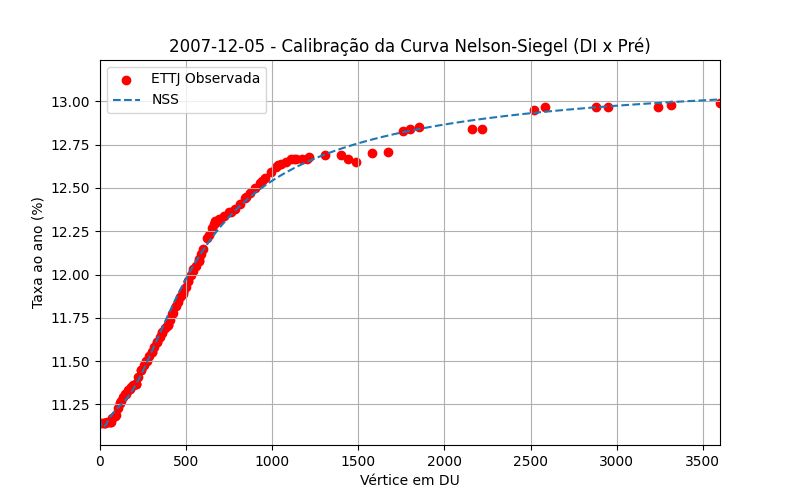 2007-12-05 - Calibração da Curva Nelson-Siegel (DI x Pré)
ETTJ Observada
NSS
Taxa ao ano (%)
13.00
12.75
12.50
12.25
12.00
11.75
11.50
11.25
0 500 1000 1500 2000 2500 3000 3500
Vértice em DU